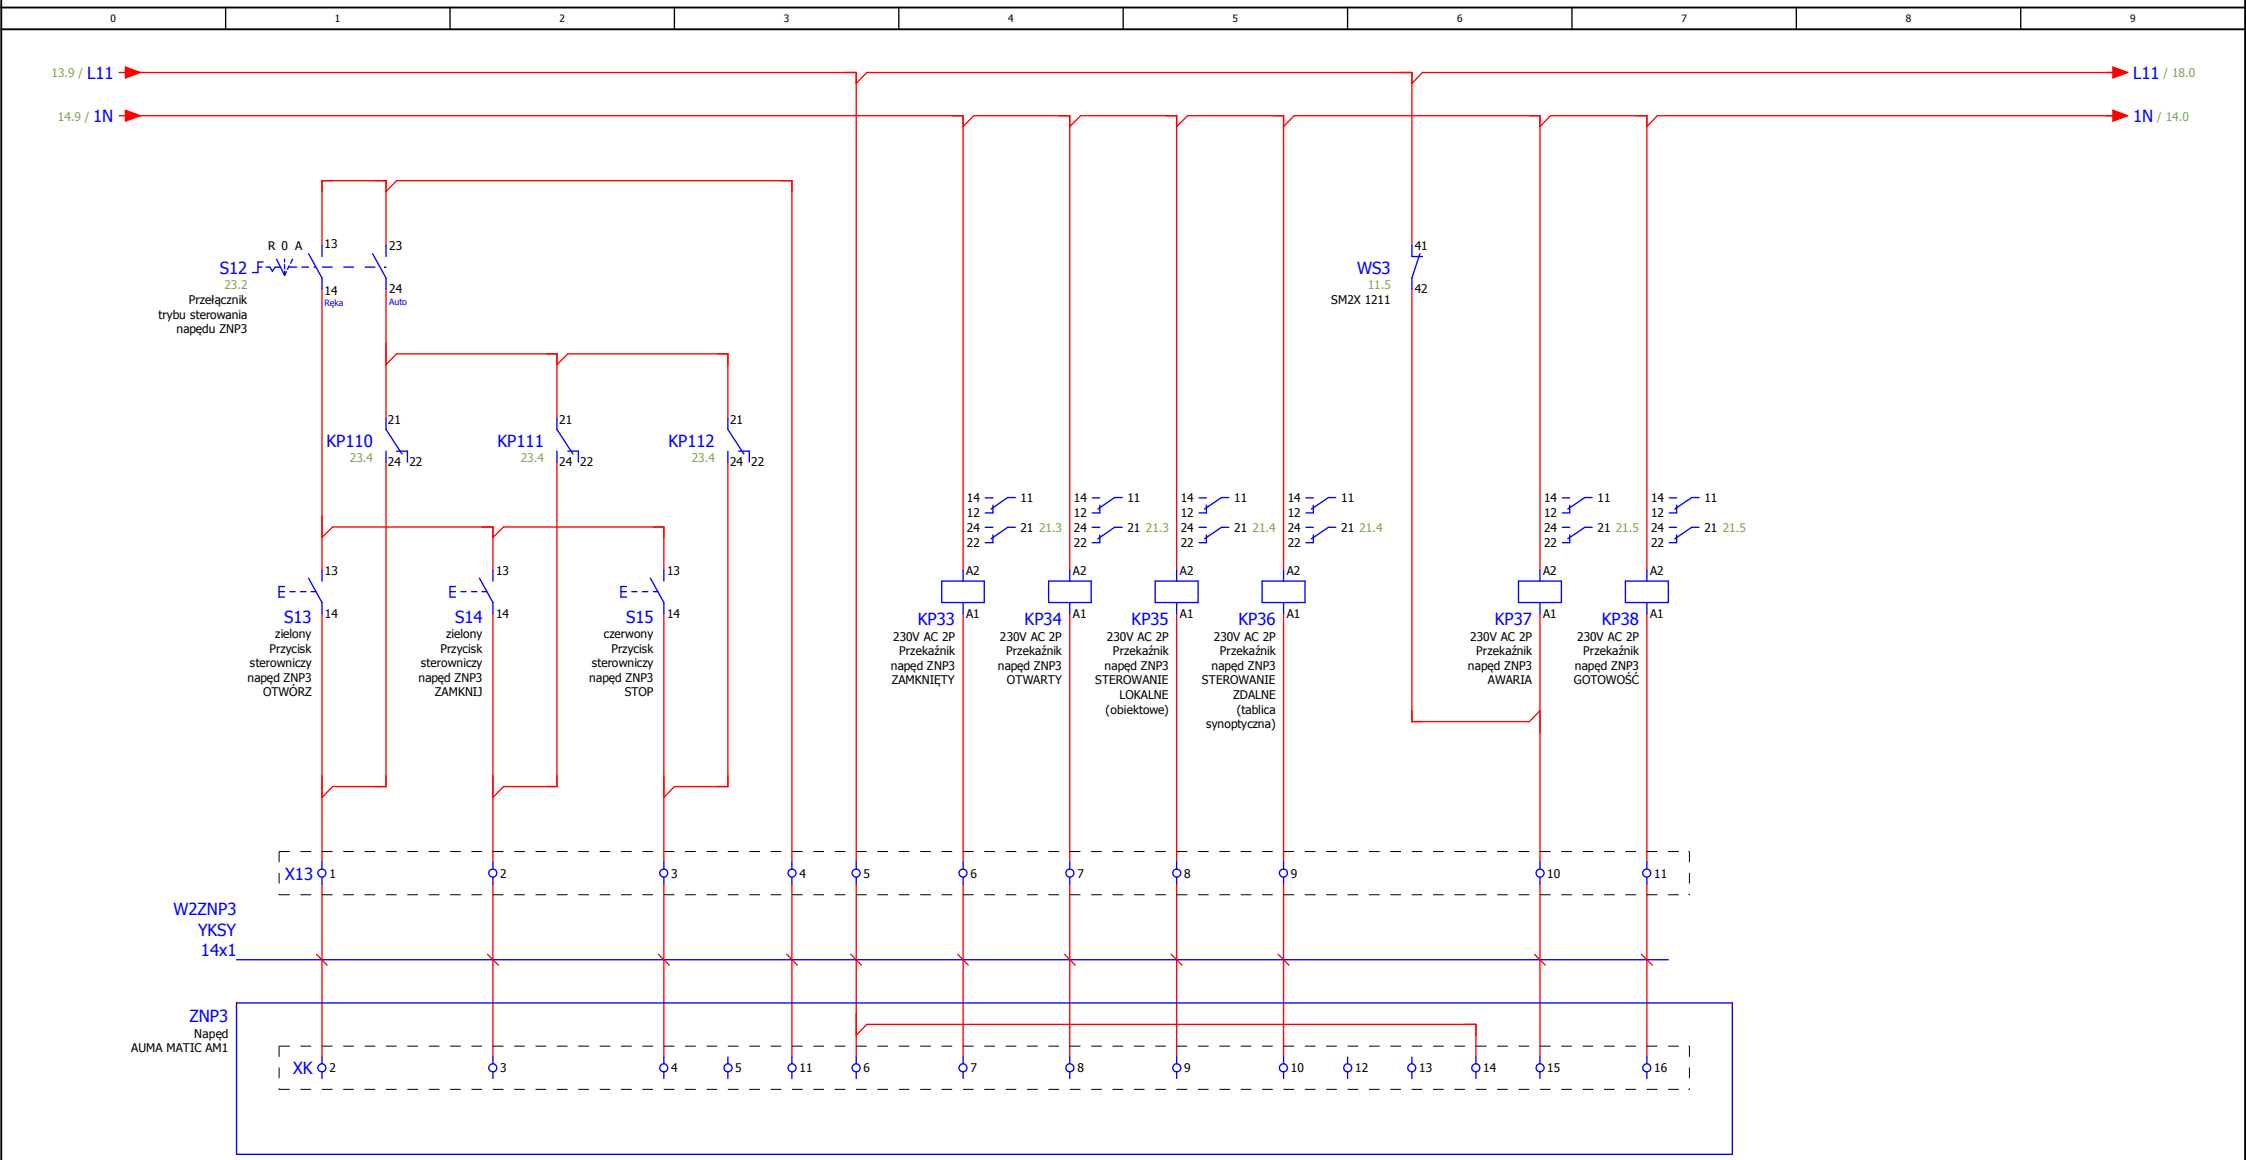 0 1 2 3 4 5 6 7 8 9
13.9 / L11
L11 / 18.0
14.9 / 1N
1N / 14.0
R 0 A
13
23
S12
23.2
14
Ręka
24
Auto
Przełącznik
trybu sterowania
napędu ZNP3
41
WS3
11.5
42
SM2X 1211
21
KP110
23.4
24 22
21
KP111
23.4
24 22
21
KP112
23.4
24 22
13
E
S13
14
zielony
Przycisk
sterowniczy
napęd ZNP3
OTWÓRZ
13
E
S14
14
zielony
Przycisk
sterowniczy
napęd ZNP3
ZAMKNIJ
13
E
S15
14
czerwony
Przycisk
sterowniczy
napęd ZNP3
STOP
14 11
12
24 21 21.3
22
A2
A1
KP33
230V AC 2P
Przekaźnik
napęd ZNP3
ZAMKNIĘTY
14 11
12
24 21 21.3
22
A2
A1
KP34
230V AC 2P
Przekaźnik
napęd ZNP3
OTWARTY
14 11
12
24 21 21.4
22
A2
A1
KP35
230V AC 2P
Przekaźnik
napęd ZNP3
STEROWANIE
LOKALNE
(obiektowe)
14 11
12
24 21 21.4
22
A2
A1
KP36
230V AC 2P
Przekaźnik
napęd ZNP3
STEROWANIE
ZDALNE
(tablica
synoptyczna)
14 11
12
24 21 21.5
22
A2
A1
KP37
230V AC 2P
Przekaźnik
napęd ZNP3
AWARIA
14 11
12
24 21 21.5
22
A2
A1
KP38
230V AC 2P
Przekaźnik
napęd ZNP3
GOTOWOŚĆ
X13 1 2 3 4 5 6 7 8 9 10 11
W2ZNP3
YKSY
14x1
ZNP3
Napęd
AUMA MATIC AM1
XK 2 3 4 5 11 6 7 8 9 10 12 13 14 15 16